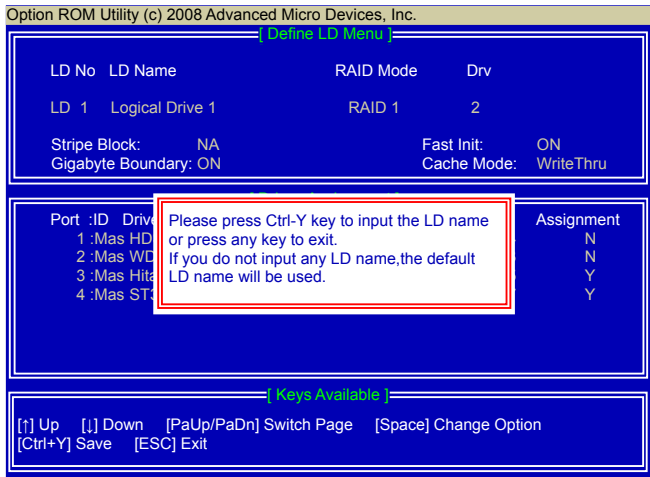 Option ROM Utility (c) 2008 Advanced Micro Devices, Inc.
[ Define LD Menu ]
LD No LD Name RAID Mode Drv
LD 1 Logical Drive 1 RAID 1 2
Stripe Block: NA Fast Init: ON
Gigabyte Boundary: ON Cache Mode: WriteThru
Port :ID Drive Assignment
1 :Mas HD N
2 :Mas WD N
3 :Mas Hita Y
4 :Mas ST3 Y
Please press Ctrl-Y key to input the LD name
or press any key to exit.
If you do not input any LD name,the default
LD name will be used.
[ Keys Available ]
[↑] Up [↓] Down [PaUp/PaDn] Switch Page [Space] Change Option
[Ctrl+Y] Save [ESC] Exit